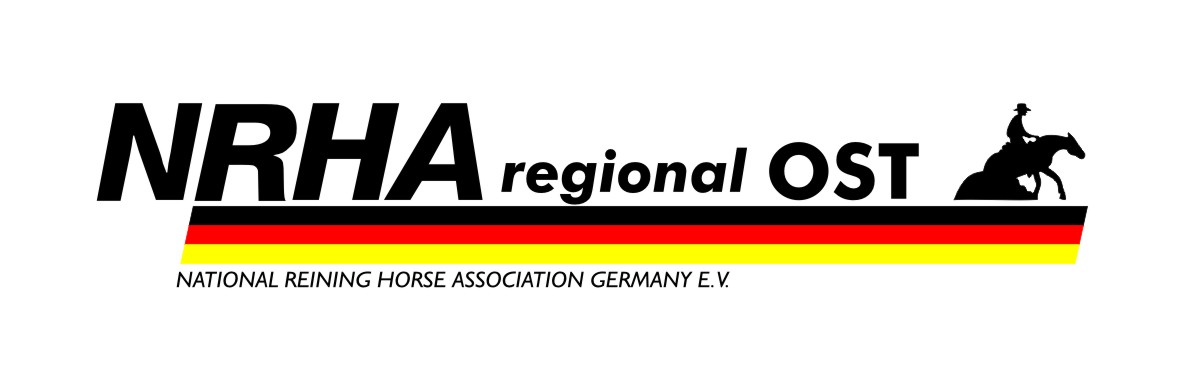 NRHA regional OST
NATIONAL REINING HORSE ASSOCIATION GERMANY E.V.